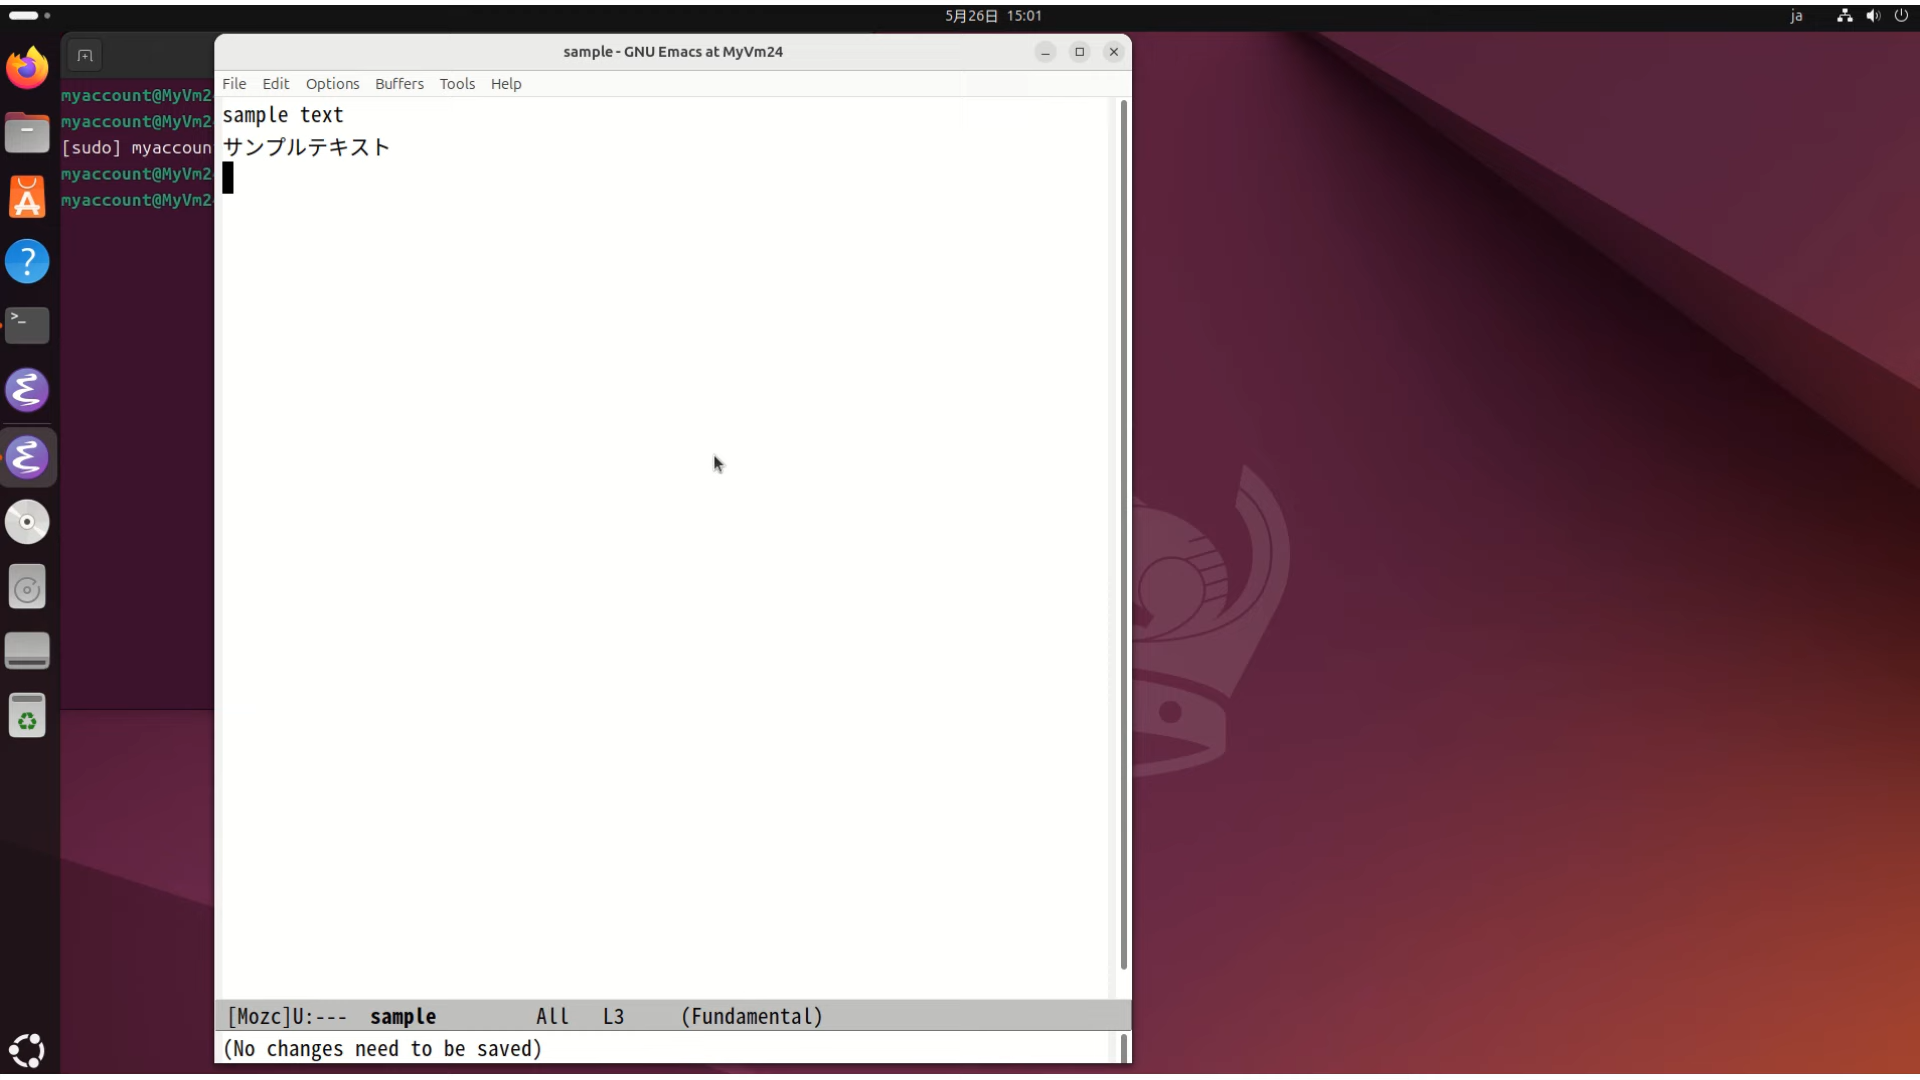 5月26日 15:01
ja
sample - GNU Emacs at MyVm24
File Edit Options Buffers Tools Help
myaccount@MyVm2
myaccount@MyVm2
[sudo] myaccoun
myaccount@MyVm2
myaccount@MyVm2
sample text
サンプルテキスト
[Mozc]U:--- sample All L3 (Fundamental)
(No changes need to be saved)